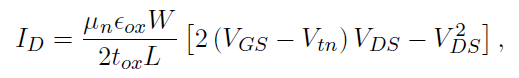 I_D = \frac{\mu_n \epsilon_{ox} W}{2 t_{ox} L} \left[ 2 \left( V_{GS} - V_{tn} \right) V_{DS} - V_{DS}^2 \right],